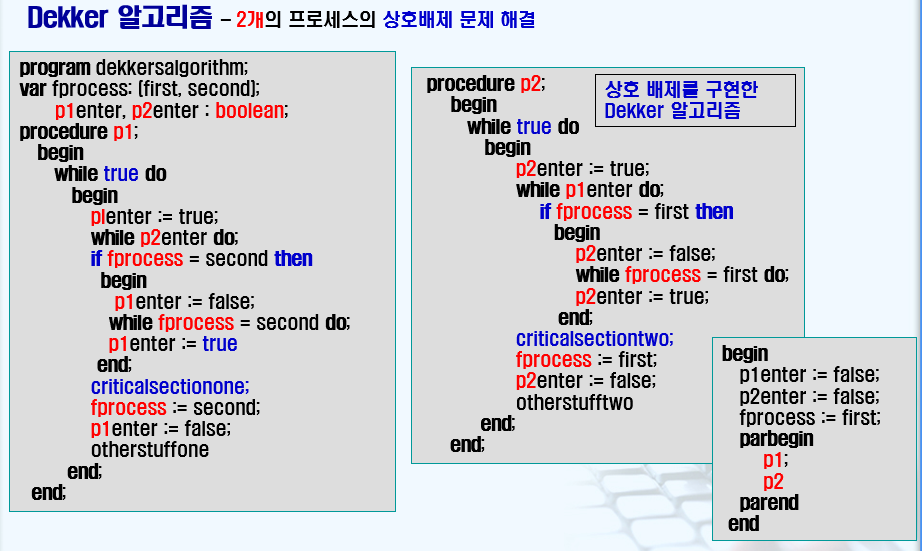 Dekker 알고리즘 – 2개의 프로세스의 상호배제 문제 해결
program dekkersalgorithm;
var fprocess: (first, second);
p1enter, p2enter : boolean;
procedure p1;
begin
while true do
begin
plenter := true;
while p2enter do;
if fprocess = second then
begin
p1enter := false;
while fprocess = second do;
p1enter := true
end;
criticalsectionone;
fprocess := second;
p1enter := false;
otherstuffone
end;
end;
procedure p2;
begin
while true do
begin
p2enter := true;
while p1enter do;
if fprocess = first then
begin
p2enter := false;
while fprocess = first do;
p2enter := true;
end;
criticalsectiontwo;
fprocess := first;
p2enter := false;
otherstufftwo
end;
end;
상호 배제를 구현한
Dekker 알고리즘
begin
p1enter := false;
p2enter := false;
fprocess := first;
parbegin
p1;
p2
parend
end